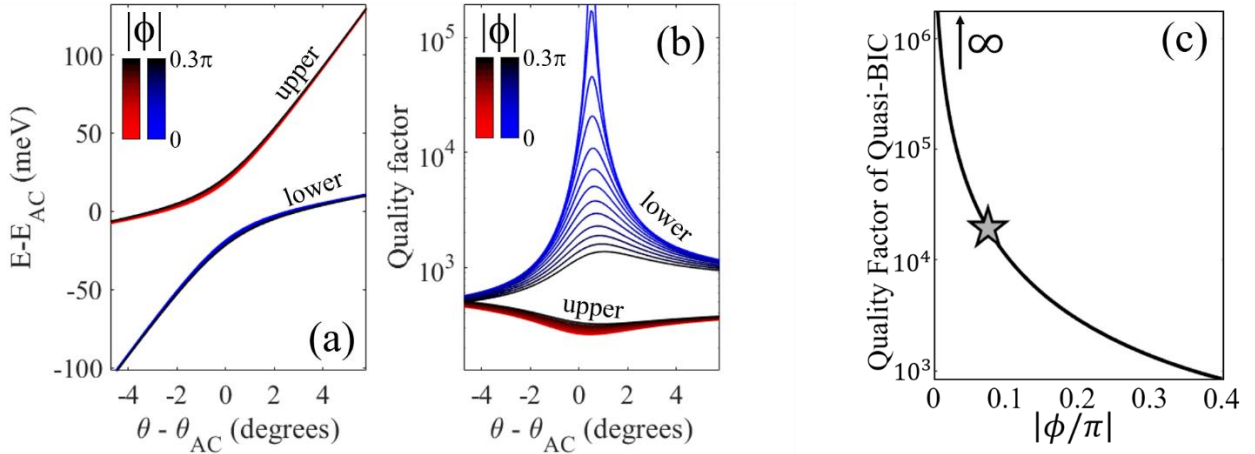 E-E_AC (meV)
100
50
0
-50
-100
|ϕ|
0.3π
0
upper
lower
(a)
-4 -2 0 2 4
θ - θ_AC (degrees)
Quality factor
10^5
10^4
10^3
|ϕ|
0.3π
0
(b)
lower
upper
-4 -2 0 2 4
θ - θ_AC (degrees)
Quality Factor of Quasi-BIC
10^6
10^5
10^4
10^3
∞
(c)
0 0.1 0.2 0.3 0.4
|ϕ/π|